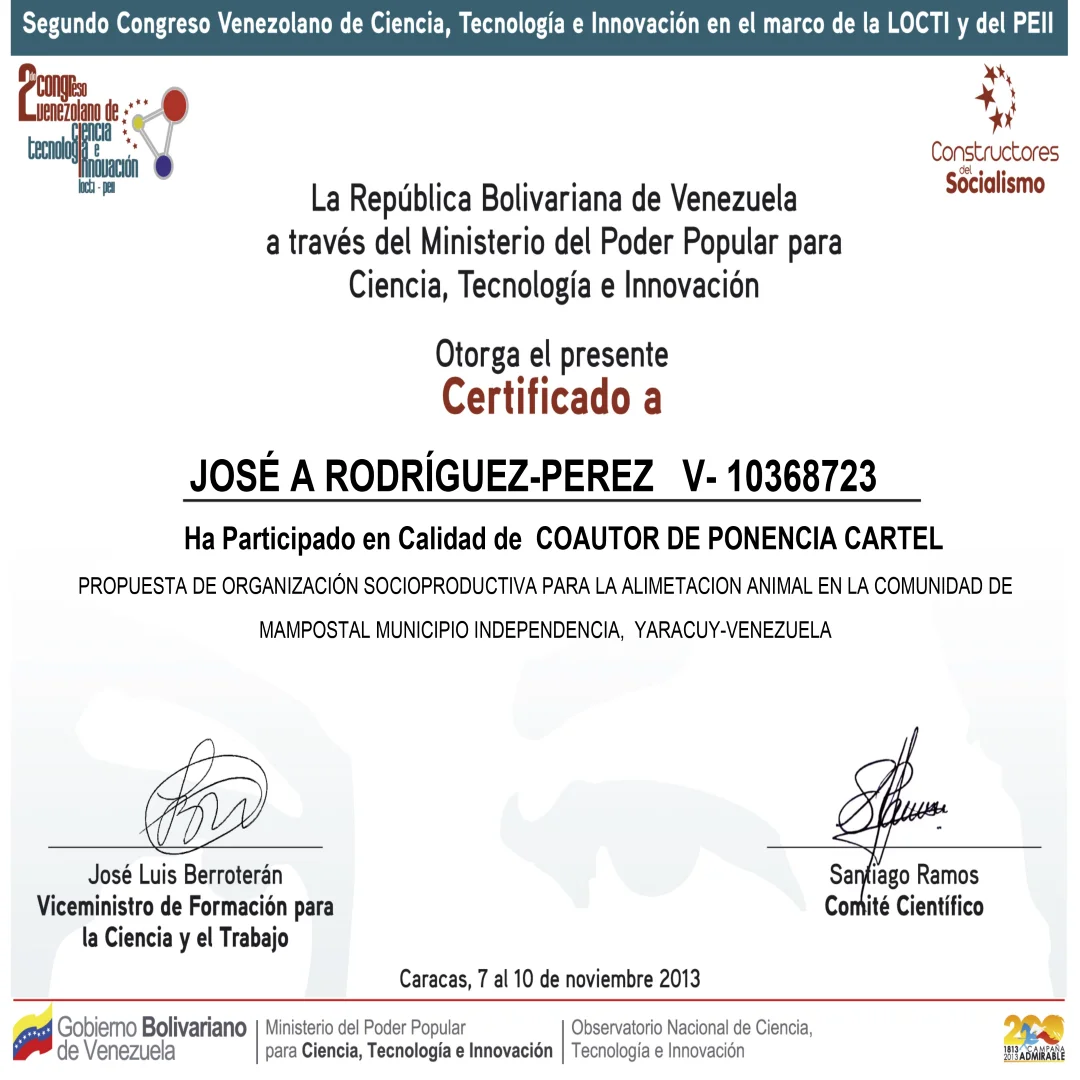 Segundo Congreso Venezolano de Ciencia, Tecnología e Innovación en el marco de la LOCTI y del PEII
2do congreso
venezolano de
ciencia
tecnología e
innovación
locti - peii
Constructores
del
Socialismo
La República Bolivariana de Venezuela
a través del Ministerio del Poder Popular para
Ciencia, Tecnología e Innovación
Otorga el presente
Certificado a
JOSÉ A RODRÍGUEZ-PEREZ V- 10368723
Ha Participado en Calidad de COAUTOR DE PONENCIA CARTEL
PROPUESTA DE ORGANIZACIÓN SOCIOPRODUCTIVA PARA LA ALIMETACION ANIMAL EN LA COMUNIDAD DE
MAMPOSTAL MUNICIPIO INDEPENDENCIA, YARACUY-VENEZUELA
José Luis Berroterán
Viceministro de Formación para
la Ciencia y el Trabajo
Santiago Ramos
Comité Científico
Caracas, 7 al 10 de noviembre 2013
Gobierno Bolivariano
de Venezuela
Ministerio del Poder Popular
para Ciencia, Tecnología e Innovación
Observatorio Nacional de Ciencia,
Tecnología e Innovación
200
1813 CAMPAÑA
2013 ADMIRABLE